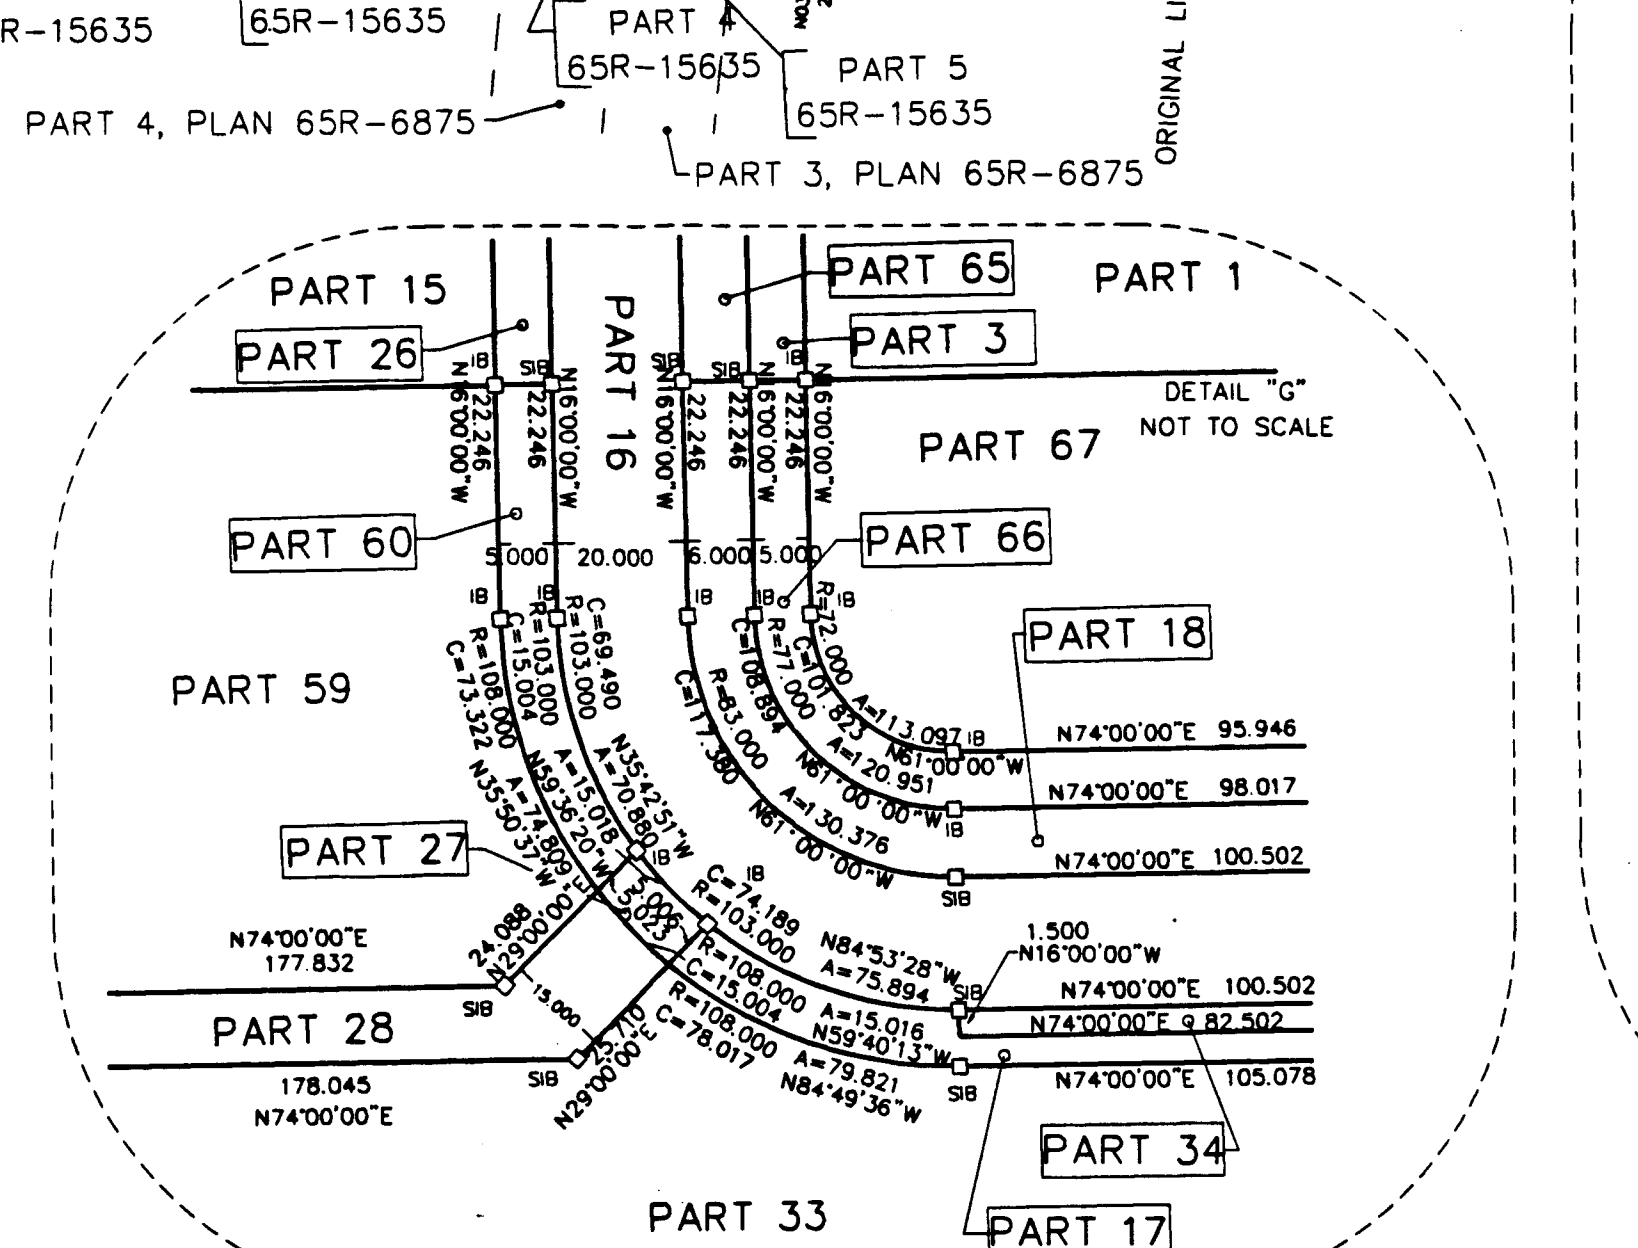 R-15635
65R-15635
PART 4
65R-15635
PART 5
65R-15635
PART 4, PLAN 65R-6875
PART 3, PLAN 65R-6875
ORIGINAL
PART 15
PART 65
PART 1
PART 26
PART 16
PART 3
IB
SIB
SIB
SIB
IB
N16°00'00"W
22.246
22.246
N16°00'00"W
N16°00'00"W
22.246
22.246
N16°00'00"W
22.246
N16°00'00"W
DETAIL "G"
NOT TO SCALE
PART 67
PART 60
PART 66
5.000
20.000
6.000
5.000
IB
IB
IB
IB
IB
PART 18
PART 59
C=73.322
R=108.000
C=15.004
R=103.000
R=103.000
C=69.490
C=117.380
R=83.000
C=108.894
R=77.000
C=101.823
R=72.000
A=113.097
IB
N61°00'00"W
N74°00'00"E 95.946
A=120.951
N61°00'00"W
IB
N74°00'00"E 98.017
A=130.376
N61°00'00"W
SIB
N74°00'00"E 100.502
N35°50'37"W
A=74.809
N59°36'20"W
A=15.018
A=70.880
N35°42'51"W
IB
PART 27
5.006
5.023
IB
C=74.189
R=103.000
N84°53'28"W
A=75.894
1.500
N16°00'00"W
SIB
N74°00'00"E 100.502
N74°00'00"E 82.502
N74°00'00"E 105.078
SIB
24.088
N29°00'00"E
N74°00'00"E
177.832
SIB
15.000
PART 28
25.710
N29°00'00"E
SIB
178.045
N74°00'00"E
R=108.000
C=15.004
A=15.016
N59°40'13"W
R=108.000
C=78.017
A=79.821
N84°49'36"W
PART 34
PART 33
PART 17